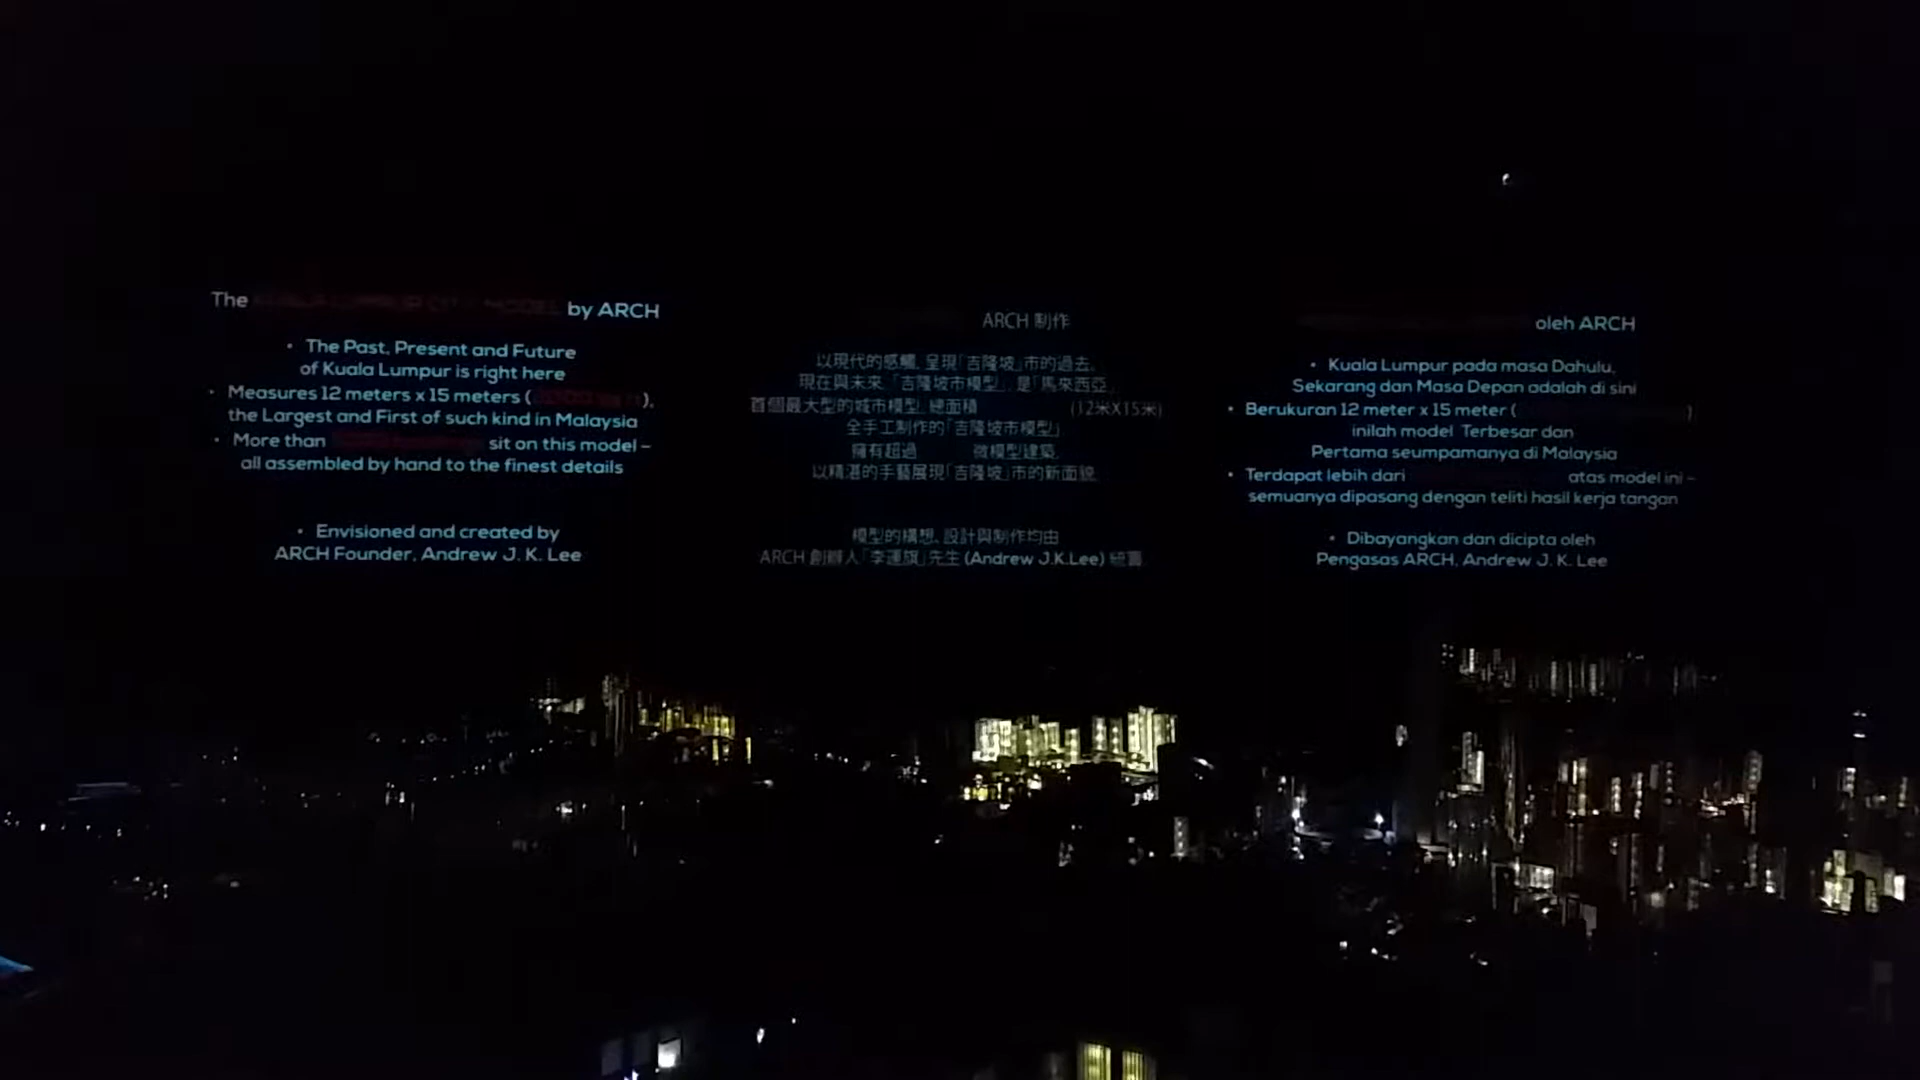 The KUALA LUMPUR CITY MODEL by ARCH
• The Past, Present and Future
of Kuala Lumpur is right here
• Measures 12 meters x 15 meters ( ),
the Largest and First of such kind in Malaysia
• More than sit on this model –
all assembled by hand to the finest details
• Envisioned and created by
ARCH Founder, Andrew J. K. Lee
ARCH 制作
以現代的感觸, 呈現「吉隆坡」市的過去、
現在與未來,「吉隆坡市模型」, 是「馬來西亞」
首個最大型的城市模型, 總面積 (12米X15米)
全手工制作的「吉隆坡市模型」
擁有超過 微模型建築,
以精湛的手藝展現「吉隆坡」市的新面貌.
模型的構想、設計與制作均由
ARCH 創辦人「李運旗」先生 (Andrew J.K.Lee) 統籌
oleh ARCH
• Kuala Lumpur pada masa Dahulu,
Sekarang dan Masa Depan adalah di sini
• Berukuran 12 meter x 15 meter ( )
inilah model Terbesar dan
Pertama seumpamanya di Malaysia
• Terdapat lebih dari atas model ini –
semuanya dipasang dengan teliti hasil kerja tangan
• Dibayangkan dan dicipta oleh
Pengasas ARCH, Andrew J. K. Lee